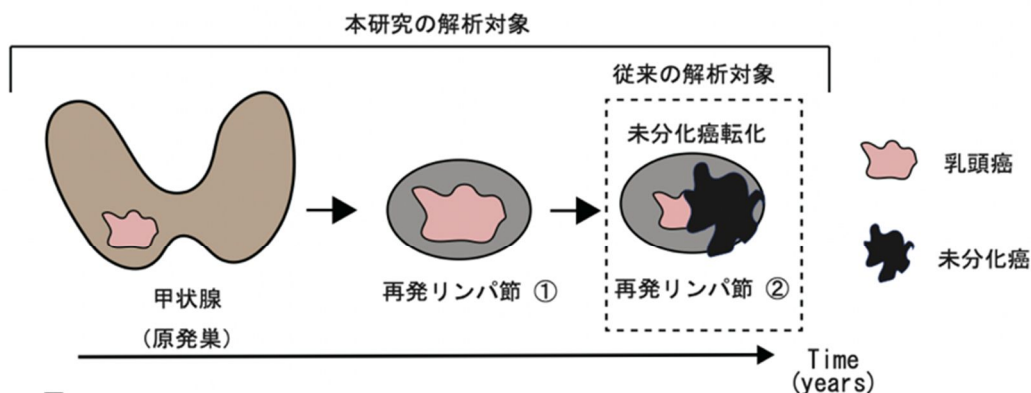 本研究の解析対象
従来の解析対象
未分化癌転化
乳頭癌
未分化癌
甲状腺
(原発巣)
再発リンパ節 ①
再発リンパ節 ②
Time
(years)